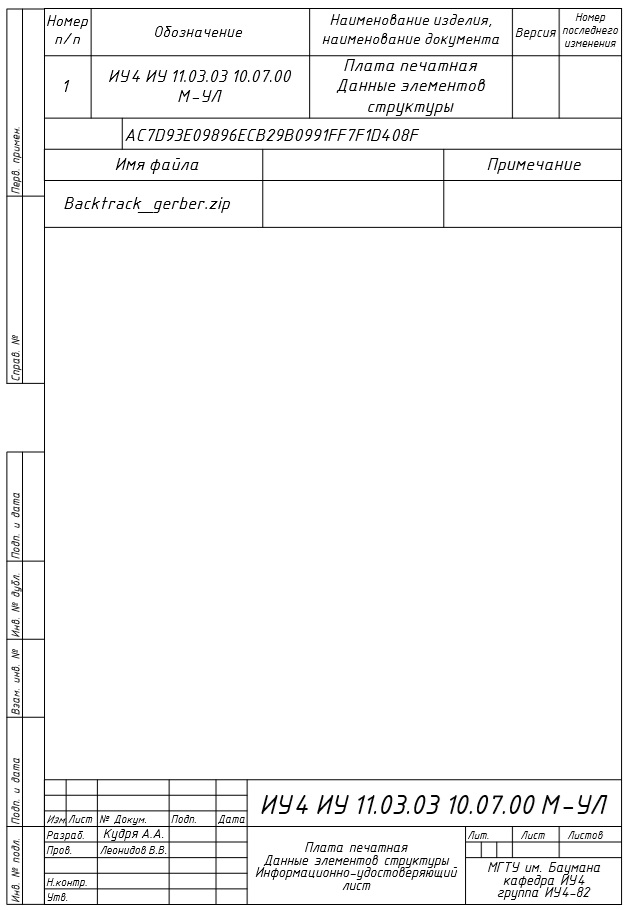 Номер
п/п
Обозначение
Наименование изделия,
наименование документа
Версия
Номер
последнего
изменения
1
ИУ4 ИУ 11.03.03 10.07.00
М-УЛ
Плата печатная
Данные элементов
структуры
AC7D93E09896ECB29B0991FF7F1D408F
Имя файла
Примечание
Backtrack_gerber.zip
Перв. примен.
Справ. №
Подп. и дата
Инв. № дубл.
Взам. инв. №
Подп. и дата
Инв. № подл.
ИУ4 ИУ 11.03.03 10.07.00 М-УЛ
Изм Лист № Докум. Подп. Дата
Разраб. Кудря А.А.
Пров. Леонидов В.В.
Н.контр.
Утв.
Плата печатная
Данные элементов структуры
Информационно-удостоверяющий
лист
Лит. Лист Листов
МГТУ им. Баумана
кафедра ИУ4
группа ИУ4-82